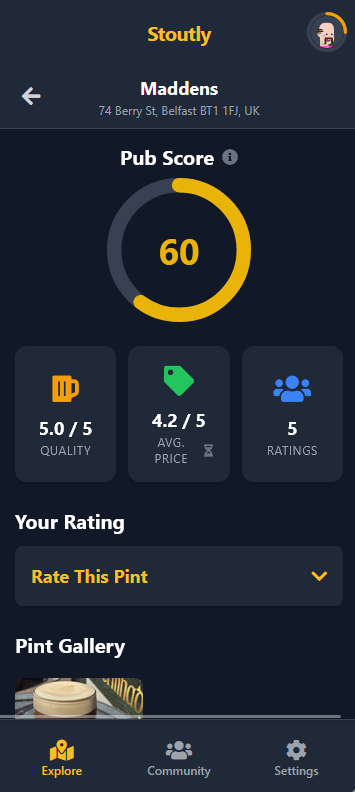 Stoutly
Maddens
74 Berry St, Belfast BT1 1FJ, UK
Pub Score
60
5.0 / 5
QUALITY
4.2 / 5
AVG.
PRICE
5
RATINGS
Your Rating
Rate This Pint
Pint Gallery
Explore
Community
Settings